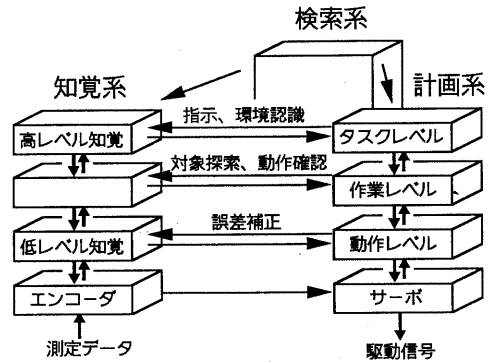 検索系
知覚系
計画系
指示、環境認識
高レベル知覚
タスクレベル
対象探索、動作確認
作業レベル
誤差補正
低レベル知覚
動作レベル
エンコーダ
サーボ
測定データ
駆動信号